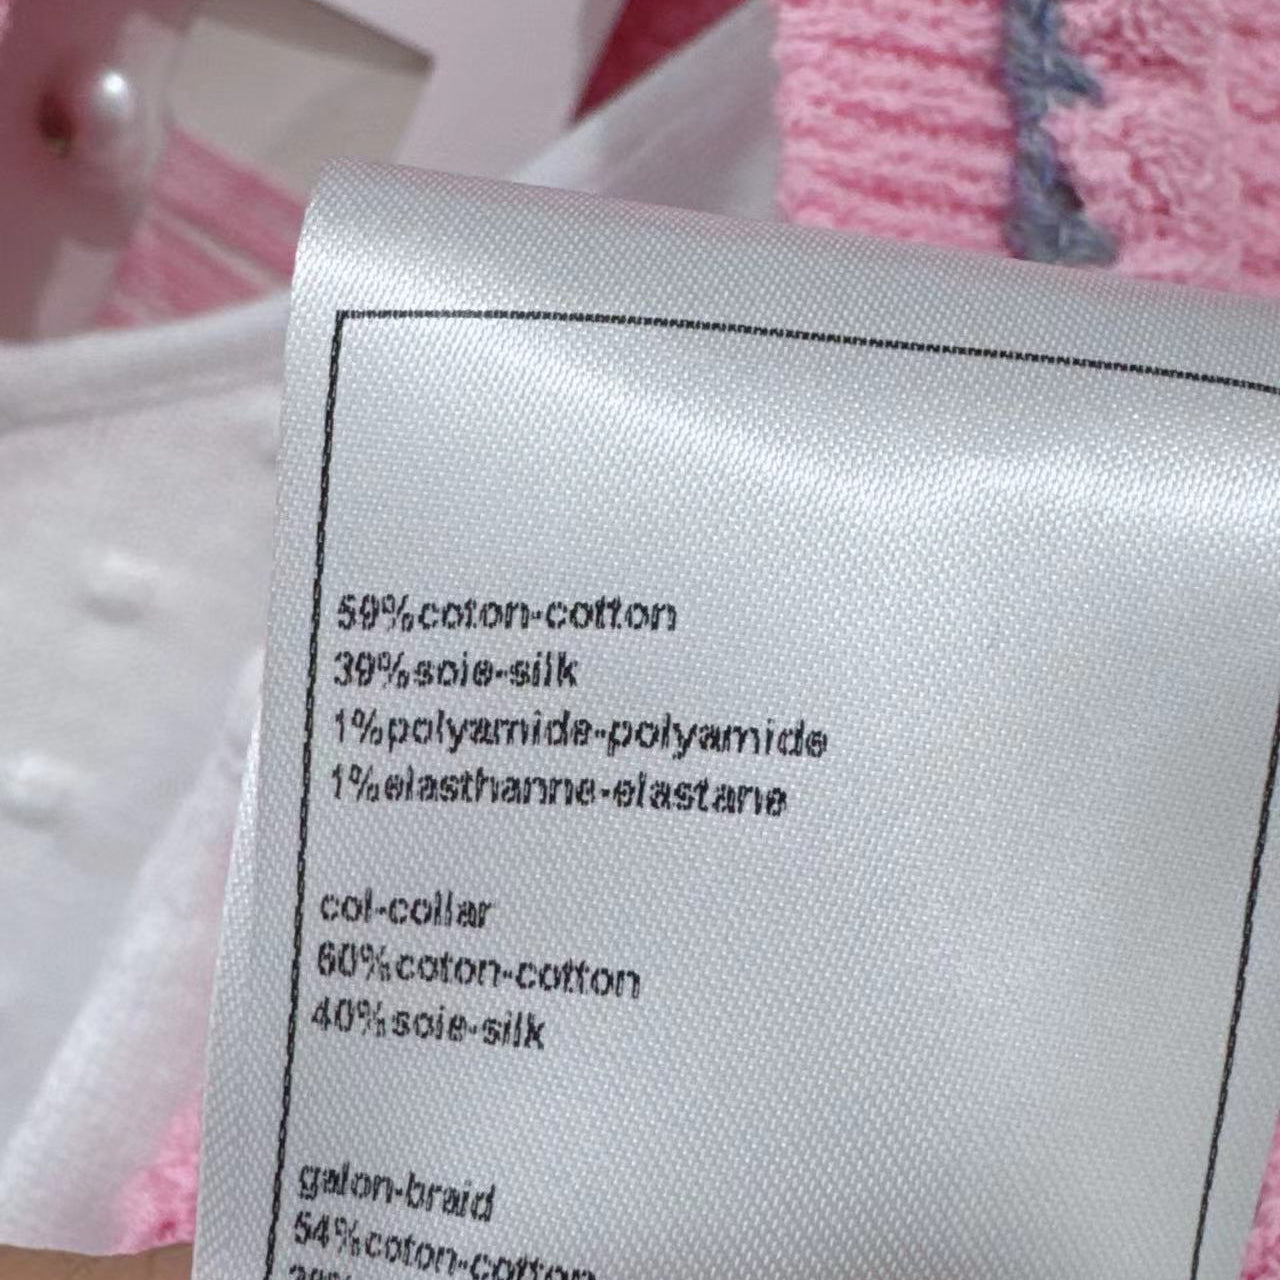 59%coton-cotton
39%soie-silk
1%polyamide-polyamide
1%elasthanne-elastane
col-collar
60%coton-cotton
40%soie-silk
galon-braid
54%coton-cotton